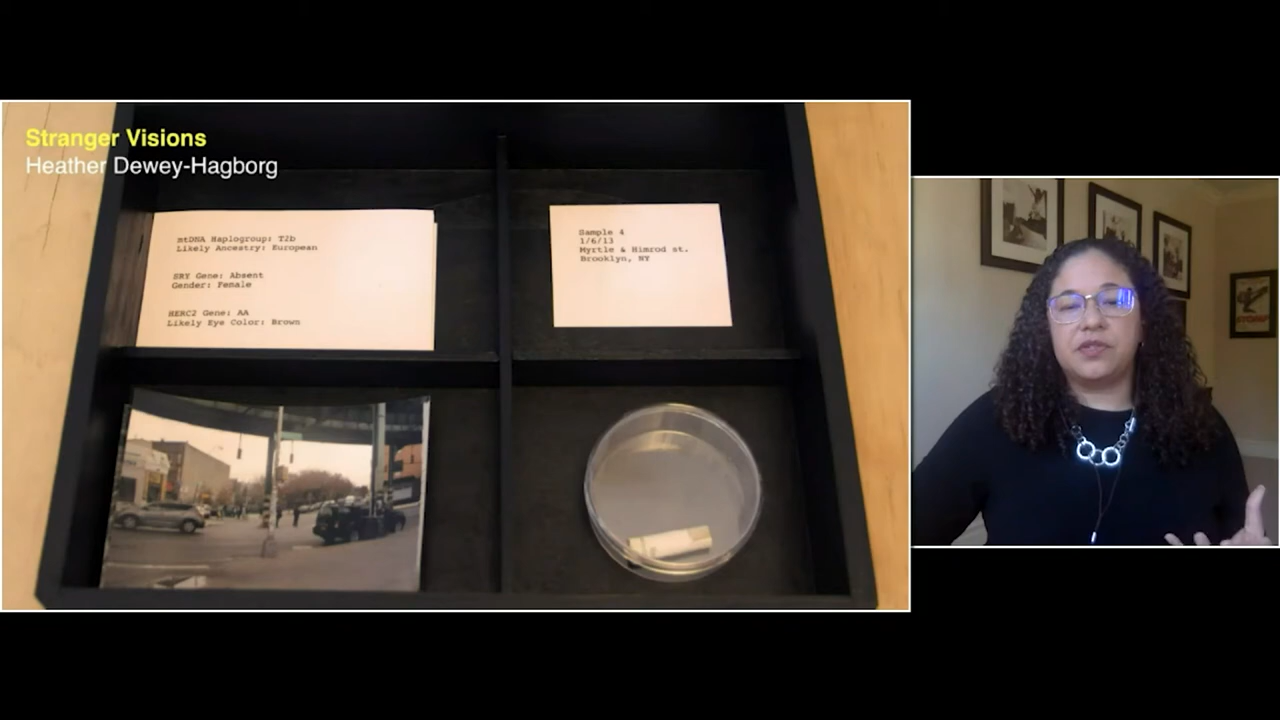 Stranger Visions
Heather Dewey-Hagborg
mtDNA Haplogroup: T2b
Likely Ancestry: European
SRY Gene: Absent
Gender: Female
HERC2 Gene: AA
Likely Eye Color: Brown
Sample 4
1/6/13
Myrtle & Himrod st.
Brooklyn, NY